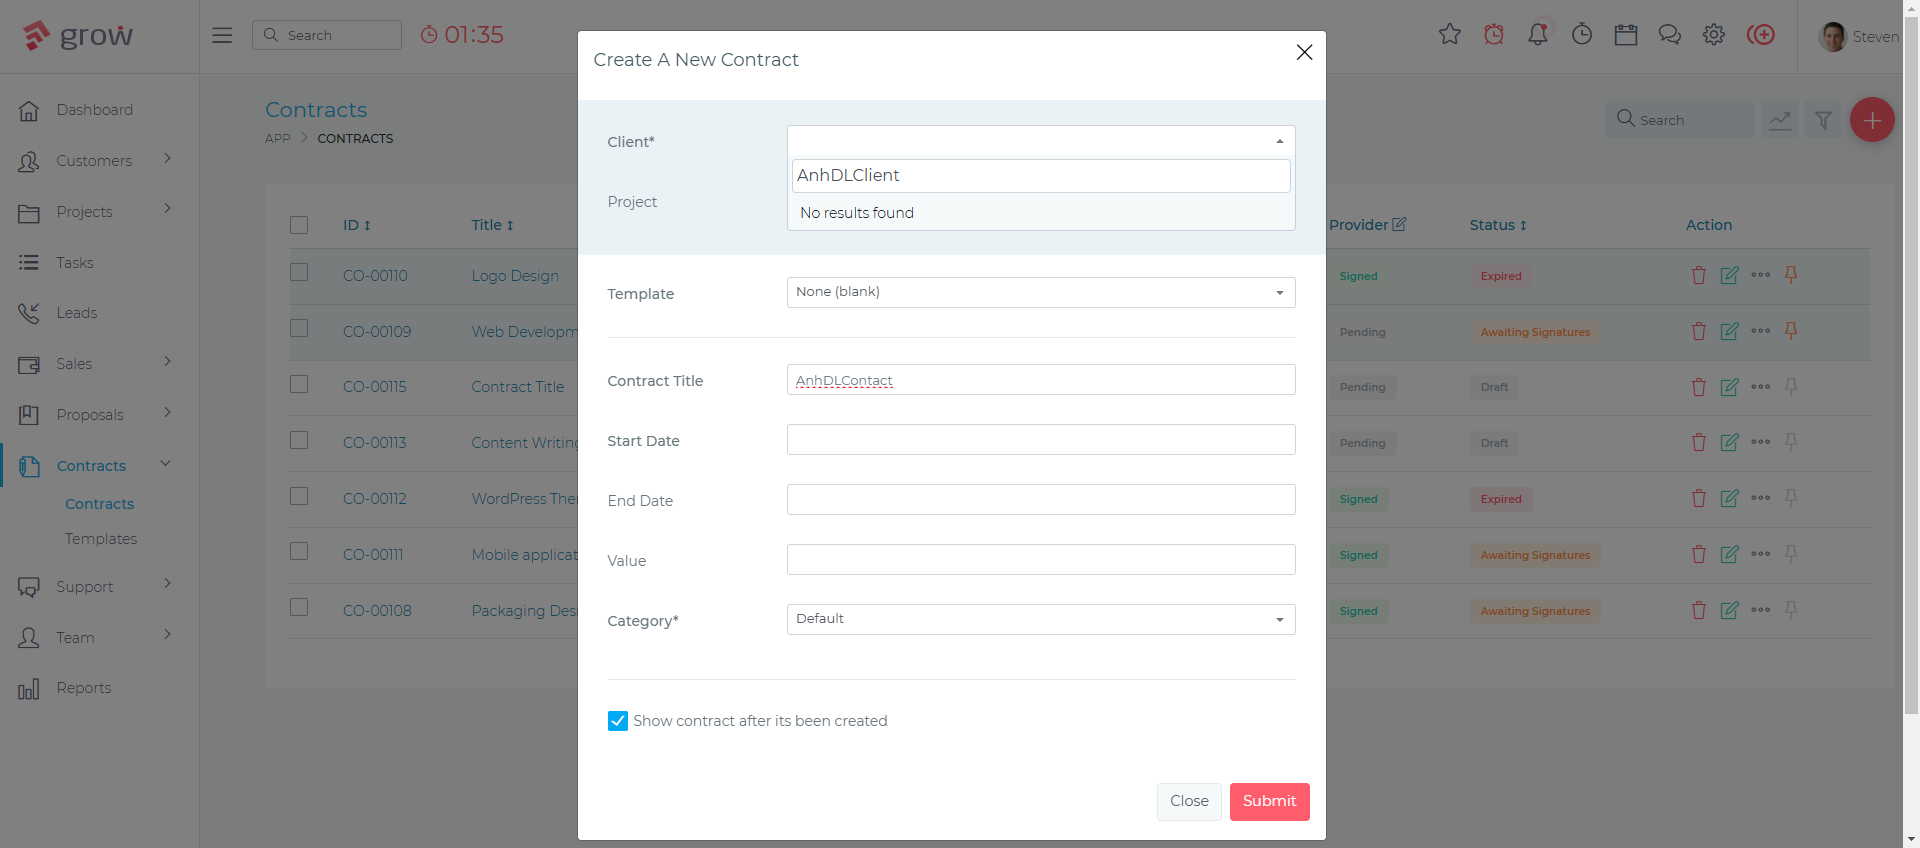 grow
Search
01:35
Steven
Dashboard
Customers
Projects
Tasks
Leads
Sales
Proposals
Contracts
Contracts
Templates
Support
Team
Reports
Contracts
APP > CONTRACTS
Search
ID Title Provider Status Action
CO-00110 Logo Design Signed Expired
CO-00109 Web Developm Pending Awaiting Signatures
CO-00115 Contract Title Pending Draft
CO-00113 Content Writing Pending Draft
CO-00112 WordPress The Signed Expired
CO-00111 Mobile applicat Signed Awaiting Signatures
CO-00108 Packaging Desi Signed Awaiting Signatures
Create A New Contract
Client*
AnhDLClient
No results found
Project
Template None (blank)
Contract Title AnhDLContact
Start Date
End Date
Value
Category* Default
Show contract after its been created
Close Submit